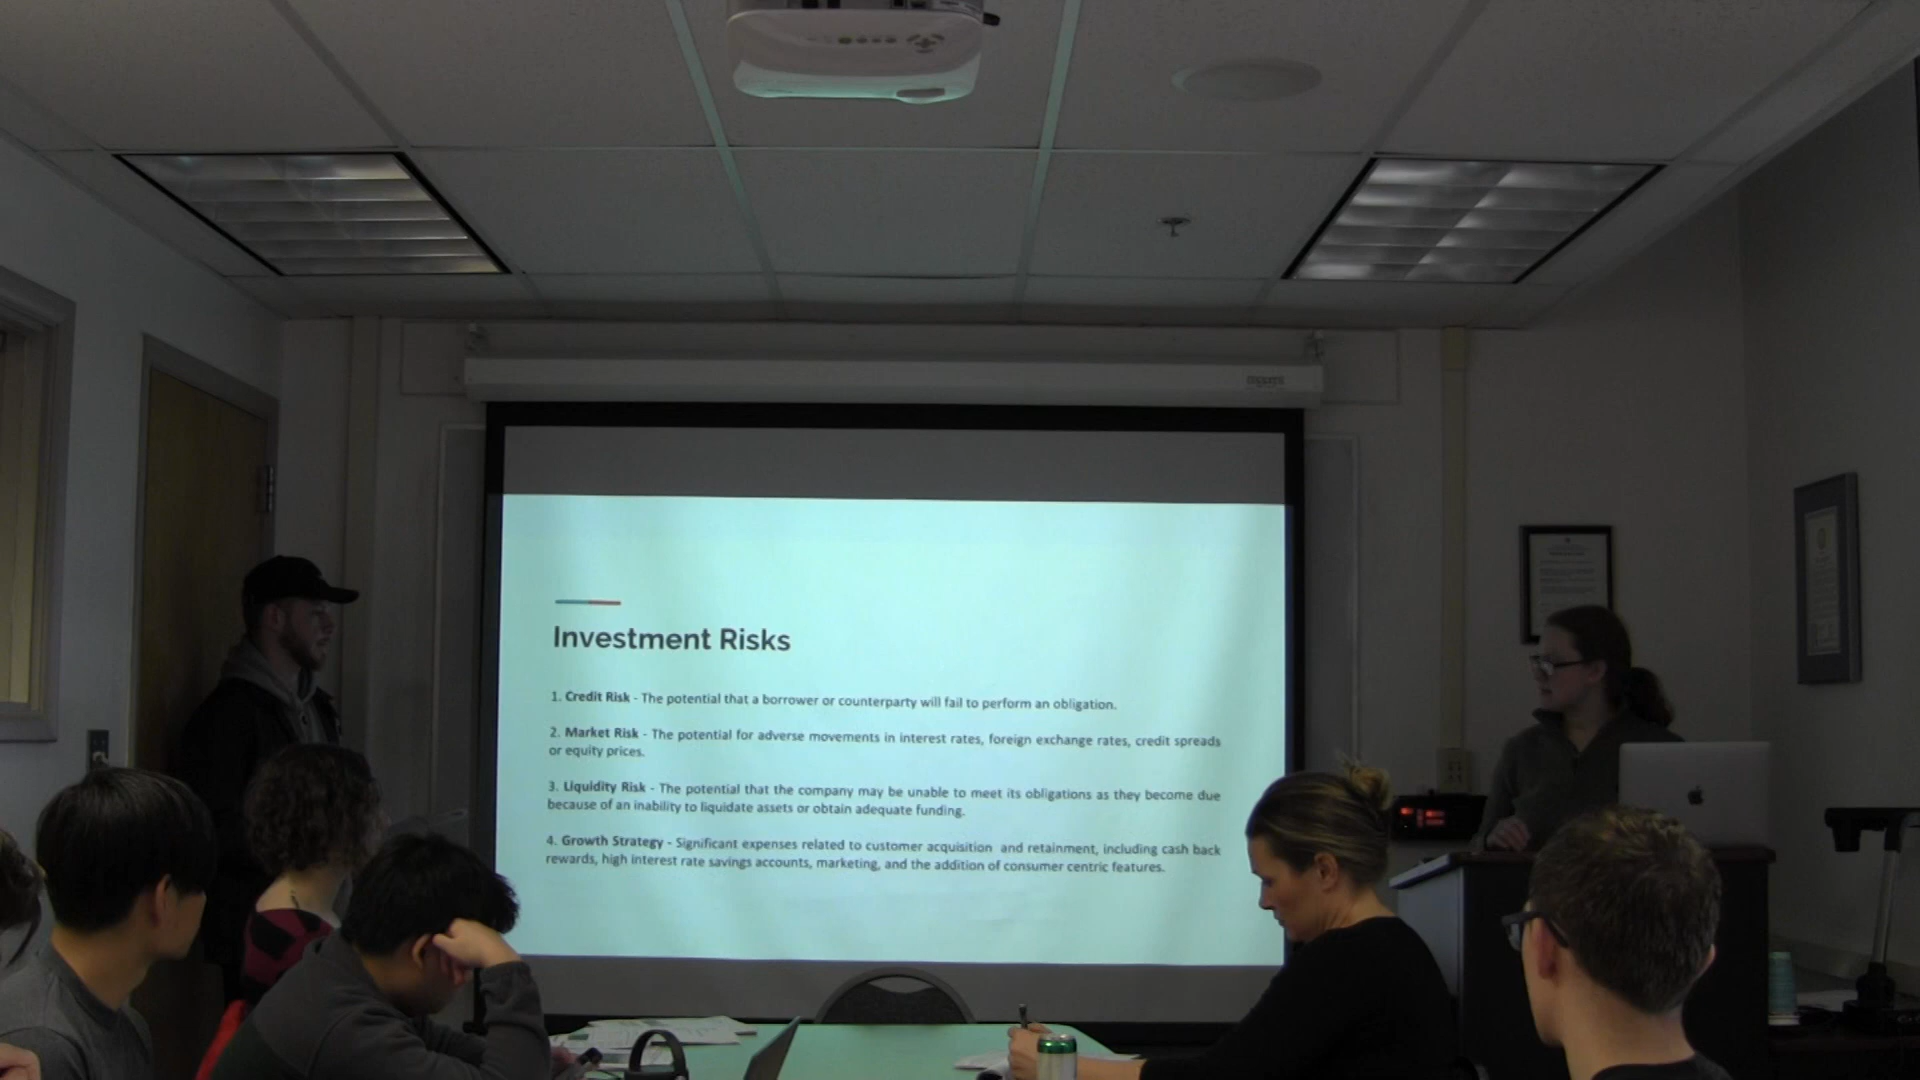 Investment Risks
1. Credit Risk - The potential that a borrower or counterparty will fail to perform an obligation.
2. Market Risk - The potential for adverse movements in interest rates, foreign exchange rates, credit spreads
or equity prices.
3. Liquidity Risk - The potential that the company may be unable to meet its obligations as they become due
because of an inability to liquidate assets or obtain adequate funding.
4. Growth Strategy - Significant expenses related to customer acquisition and retainment, including cash back
rewards, high interest rate savings accounts, marketing, and the addition of consumer centric features.